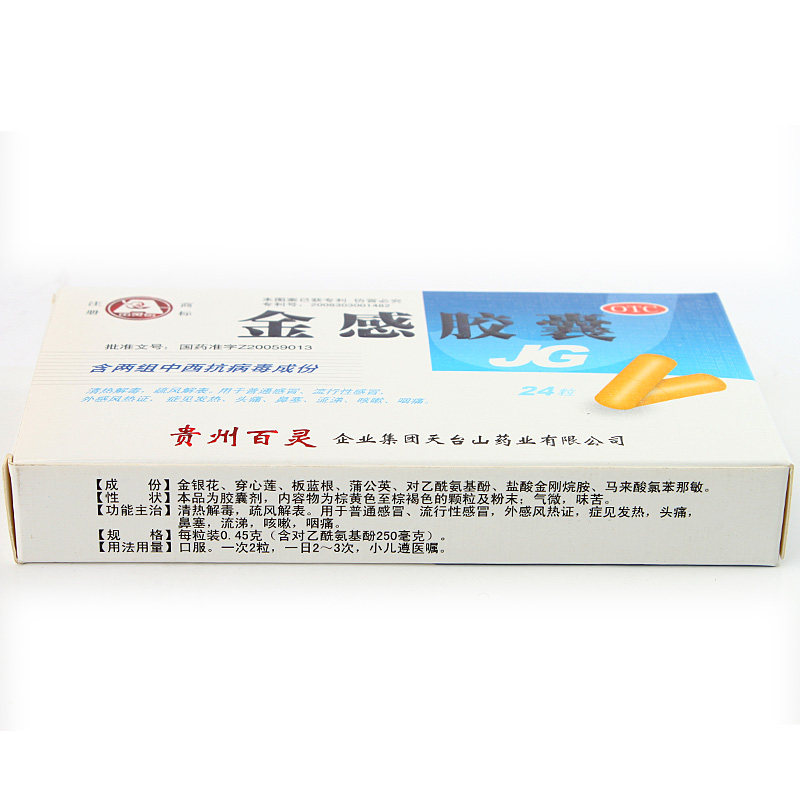 注册
商标
本图案已获专利 仿冒必究
专利号：2008303001482
OTC
金感胶囊
批准文号：国药准字Z20059013
JG
含两组中西抗病毒成份
24粒
清热解毒，疏风解表。用于普通感冒、流行性感冒，
外感风热证，症见发热、头痛、鼻塞、流涕、咳嗽、咽痛。
贵州百灵 企业集团天台山药业有限公司
【成 份】金银花、穿心莲、板蓝根、蒲公英、对乙酰氨基酚、盐酸金刚烷胺、马来酸氯苯那敏。
【性 状】本品为胶囊剂，内容物为棕黄色至棕褐色的颗粒及粉末；气微，味苦。
【功能主治】清热解毒，疏风解表。用于普通感冒、流行性感冒，外感风热证，症见发热，头痛，
鼻塞，流涕，咳嗽，咽痛。
【规 格】每粒装0.45克（含对乙酰氨基酚250毫克）。
【用法用量】口服。一次2粒，一日2～3次，小儿遵医嘱。